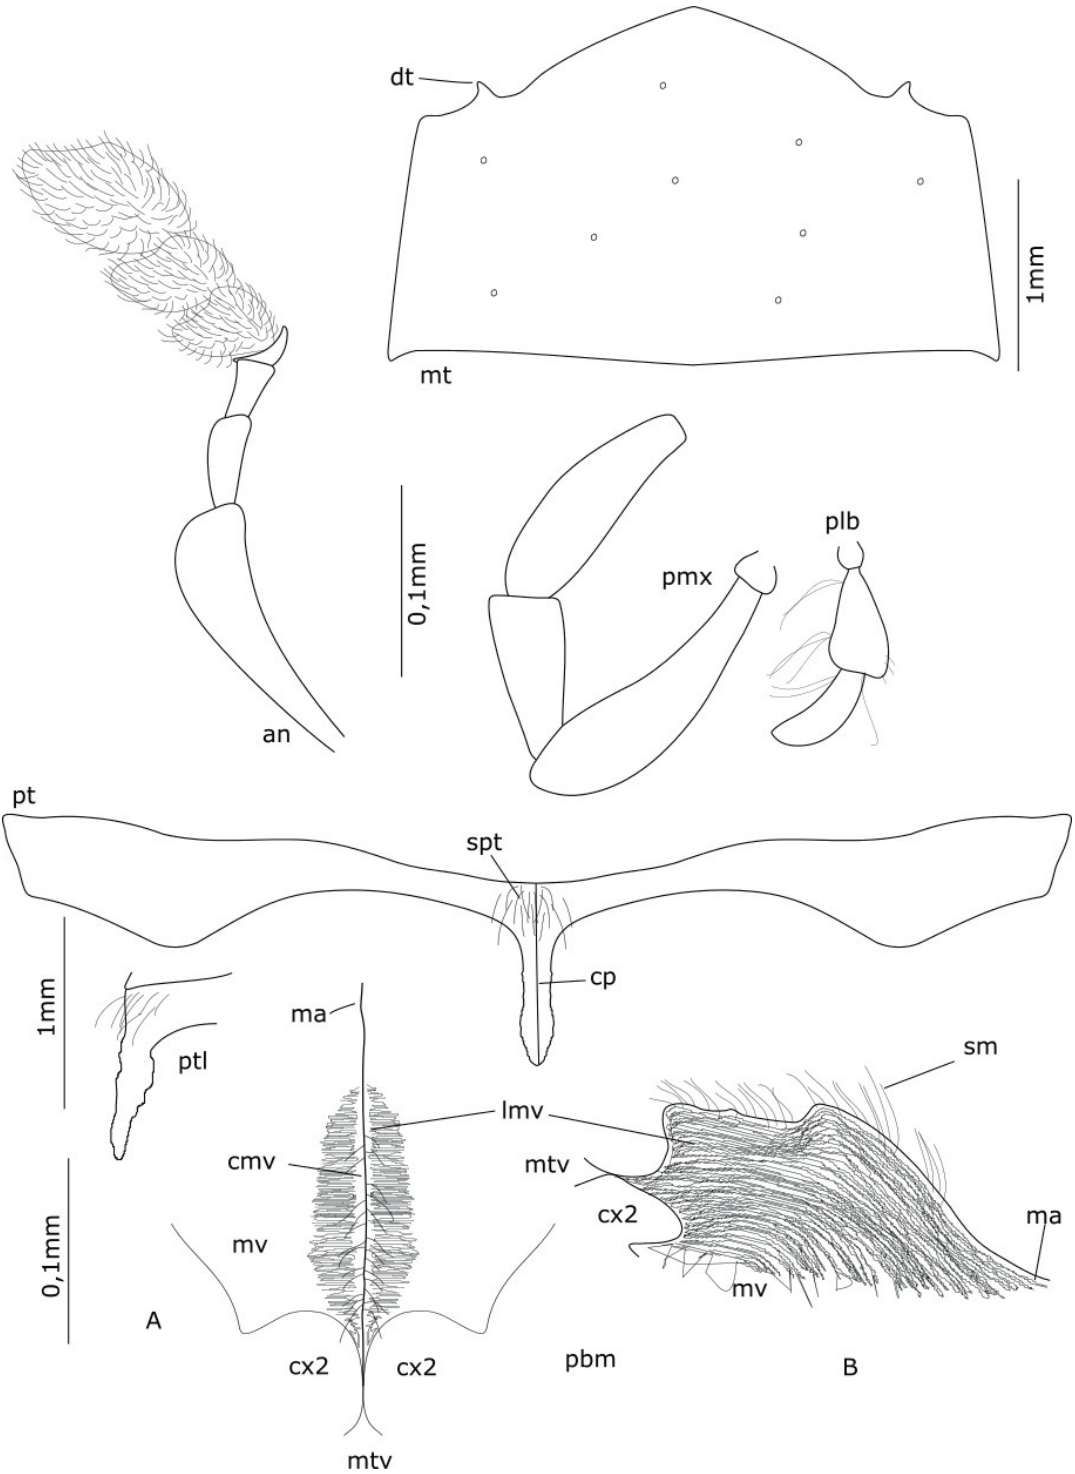 dt
1mm
mt
plb
pmx
0,1mm
an
pt
spt
cp
1mm
ma
sm
ptl
lmv
cmv
mtv
cx2
ma
mv
0,1mm
mv
A
cx2
cx2
pbm
B
mtv